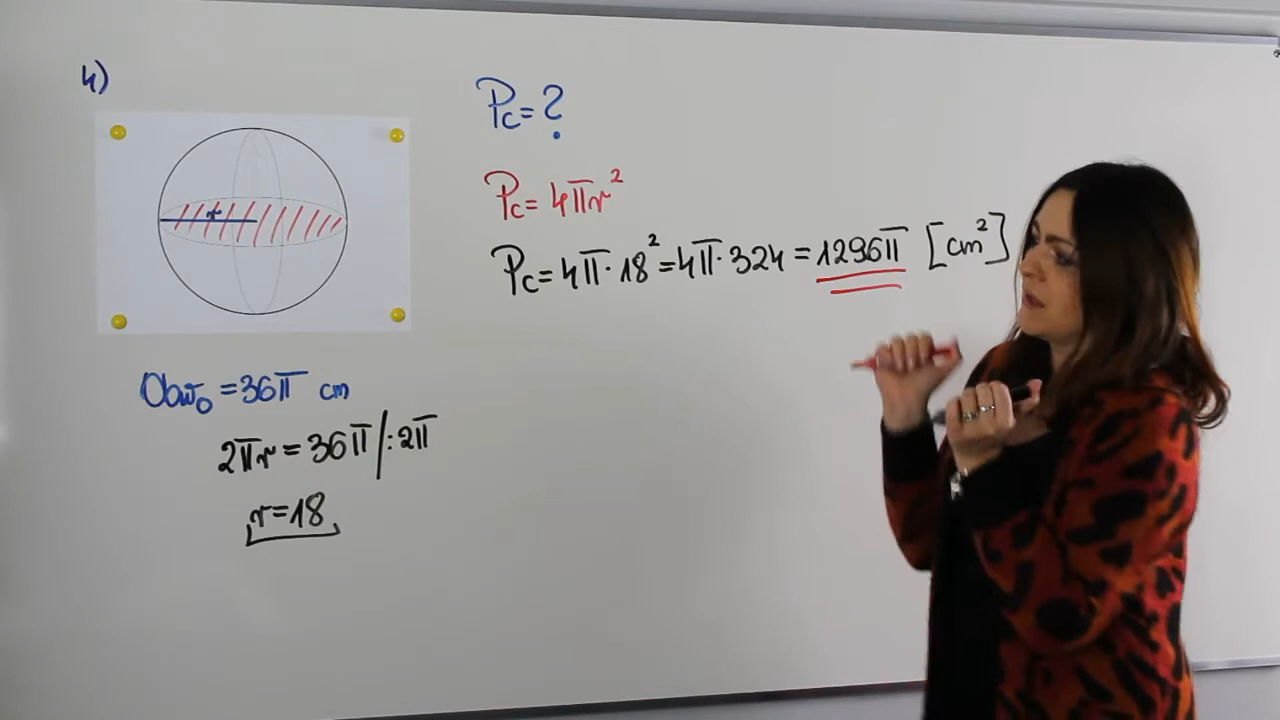 4)
r
Obwo = 36π cm
2πr = 36π /:2π
r=18
Pc = ?
Pc = 4πr²
Pc = 4π·18² = 4π·324 = 1296π [cm²]